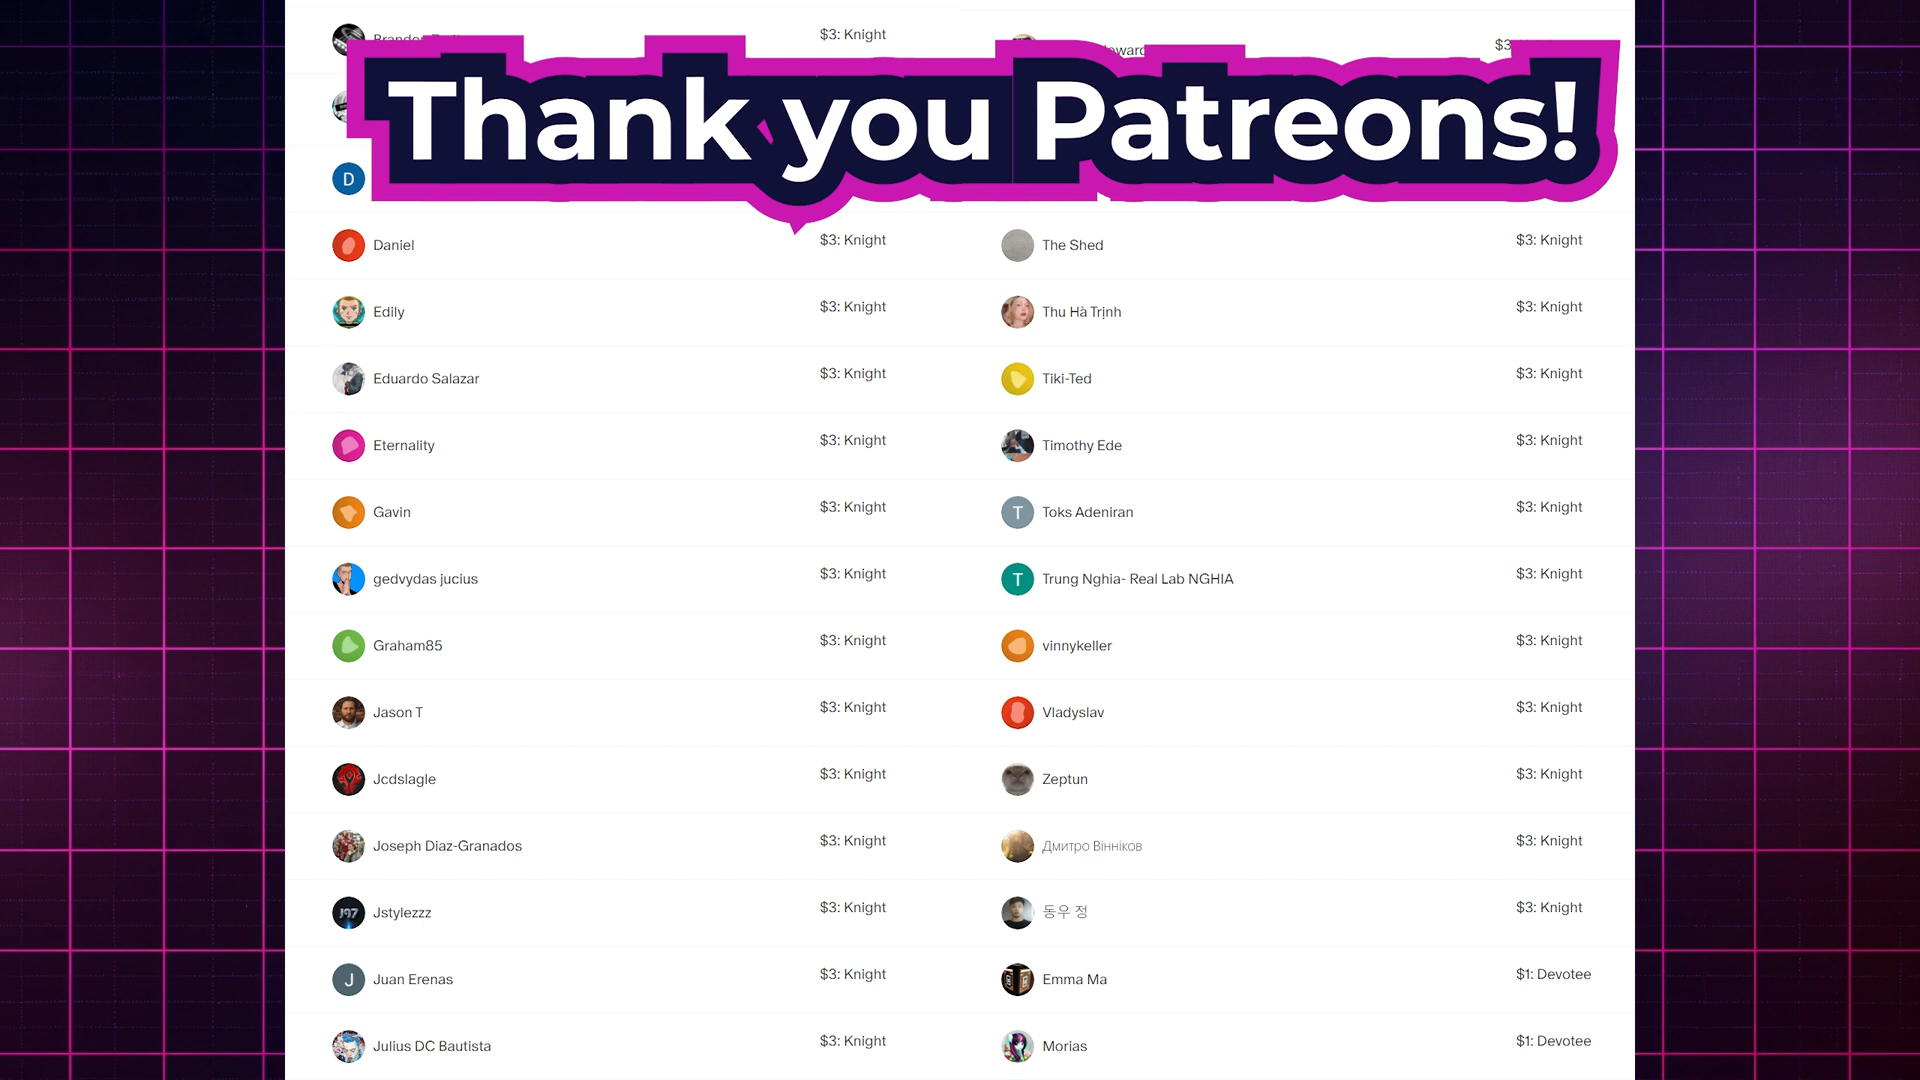 $3: Knight
Thank you Patreons!
D
Daniel $3: Knight
Edily $3: Knight
Eduardo Salazar $3: Knight
Eternality $3: Knight
Gavin $3: Knight
gedvydas jucius $3: Knight
Graham85 $3: Knight
Jason T $3: Knight
Jcdslagle $3: Knight
Joseph Diaz-Granados $3: Knight
J97 Jstylezzz $3: Knight
J Juan Erenas $3: Knight
Julius DC Bautista $3: Knight
The Shed $3: Knight
Thu Hà Trịnh $3: Knight
Tiki-Ted $3: Knight
Timothy Ede $3: Knight
T Toks Adeniran $3: Knight
T Trung Nghia- Real Lab NGHIA $3: Knight
vinnykeller $3: Knight
Vladyslav $3: Knight
Zeptun $3: Knight
Дмитро Вінніков $3: Knight
동우 정 $3: Knight
Emma Ma $1: Devotee
Morias $1: Devotee